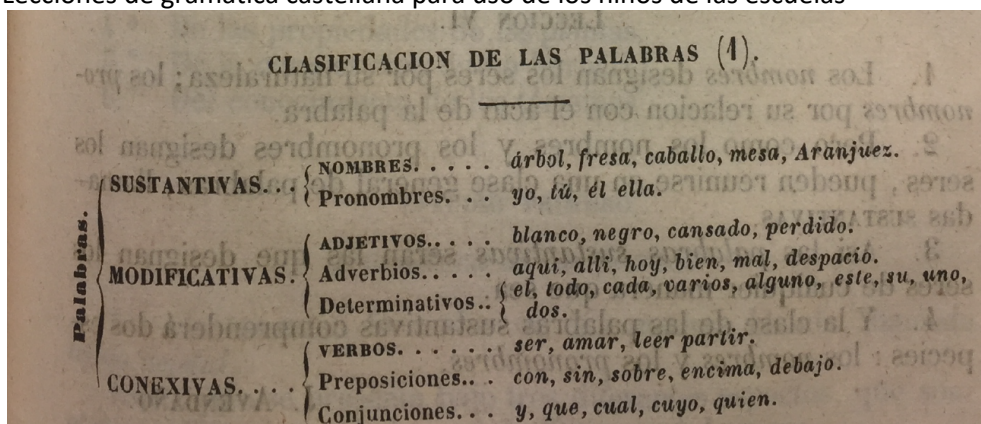 Lecciones de gramática castellana para uso de los niños de las escuelas
CLASIFICACION DE LAS PALABRAS (1).
Palabras.
SUSTANTIVAS. . . NOMBRES. . . . . árbol, fresa, caballo, mesa, Aranjuez.
Pronombres. . . yo, tú, él ella.
MODIFICATIVAS. ADJETIVOS. . . . . blanco, negro, cansado, perdido.
Adverbios. . . . . aqui, alli, hoy, bien, mal, despacio.
Determinativos. . el, todo, cada, varios, alguno, este, su, uno,
dos.
CONEXIVAS. . . . VERBOS. . . . . . ser, amar, leer partir.
Preposiciones. . . con, sin, sobre, encima, debajo.
Conjunciones. . . y, que, cual, cuyo, quien.